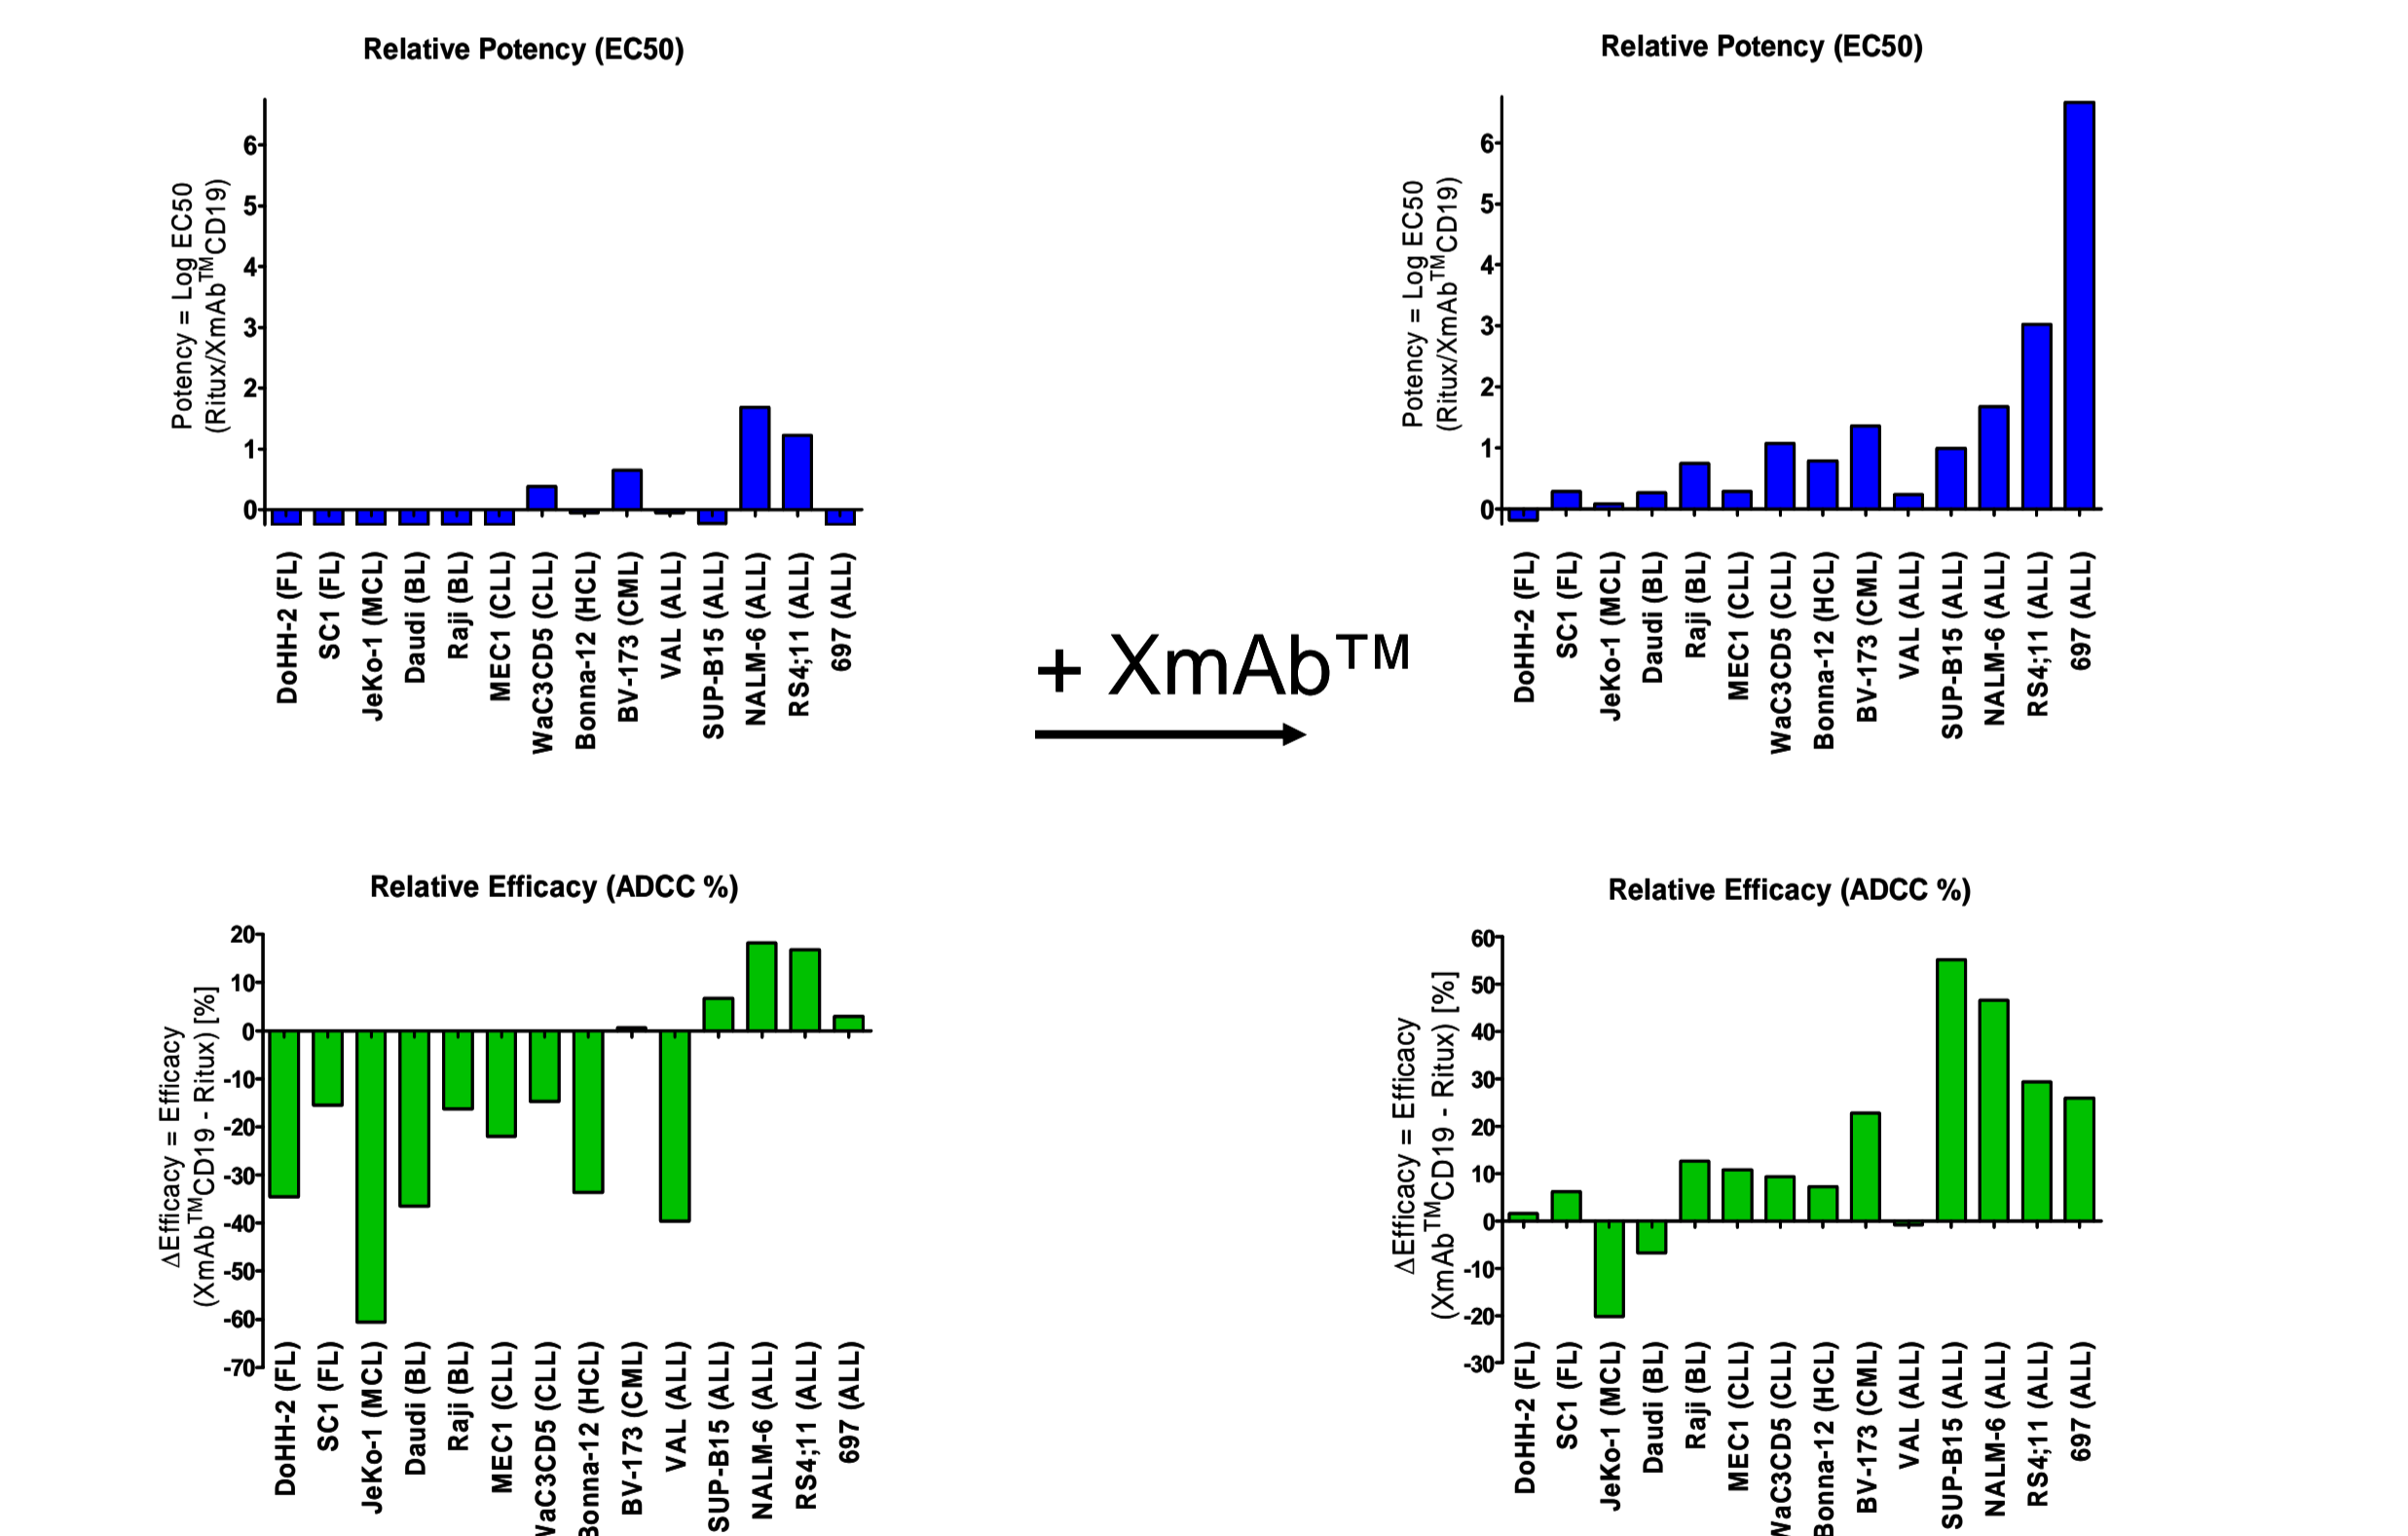 Relative Potency (EC50)
Potency = Log EC50
(Ritux/XmAb™CD19)
6
5
4
3
2
1
0
DoHH-2 (FL)
SC1 (FL)
JeKo-1 (MCL)
Daudi (BL)
Raji (BL)
MEC1 (CLL)
WaC3CD5 (CLL)
Bonna-12 (HCL)
BV-173 (CML)
VAL (ALL)
SUP-B15 (ALL)
NALM-6 (ALL)
RS4;11 (ALL)
697 (ALL)
+ XmAb™
Relative Potency (EC50)
Potency = Log EC50
(Ritux/XmAb™CD19)
6
5
4
3
2
1
0
DoHH-2 (FL)
SC1 (FL)
JeKo-1 (MCL)
Daudi (BL)
Raji (BL)
MEC1 (CLL)
WaC3CD5 (CLL)
Bonna-12 (HCL)
BV-173 (CML)
VAL (ALL)
SUP-B15 (ALL)
NALM-6 (ALL)
RS4;11 (ALL)
697 (ALL)
Relative Efficacy (ADCC %)
ΔEfficacy = Efficacy
(XmAb™CD19 - Ritux) [%]
20
10
0
-10
-20
-30
-40
-50
-60
-70
DoHH-2 (FL)
SC1 (FL)
JeKo-1 (MCL)
Daudi (BL)
Raji (BL)
MEC1 (CLL)
WaC3CD5 (CLL)
Bonna-12 (HCL)
BV-173 (CML)
VAL (ALL)
SUP-B15 (ALL)
NALM-6 (ALL)
RS4;11 (ALL)
697 (ALL)
Relative Efficacy (ADCC %)
ΔEfficacy = Efficacy
(XmAb™CD19 - Ritux) [%]
60
50
40
30
20
10
0
-10
-20
-30
DoHH-2 (FL)
SC1 (FL)
JeKo-1 (MCL)
Daudi (BL)
Raji (BL)
MEC1 (CLL)
WaC3CD5 (CLL)
Bonna-12 (HCL)
BV-173 (CML)
VAL (ALL)
SUP-B15 (ALL)
NALM-6 (ALL)
RS4;11 (ALL)
697 (ALL)